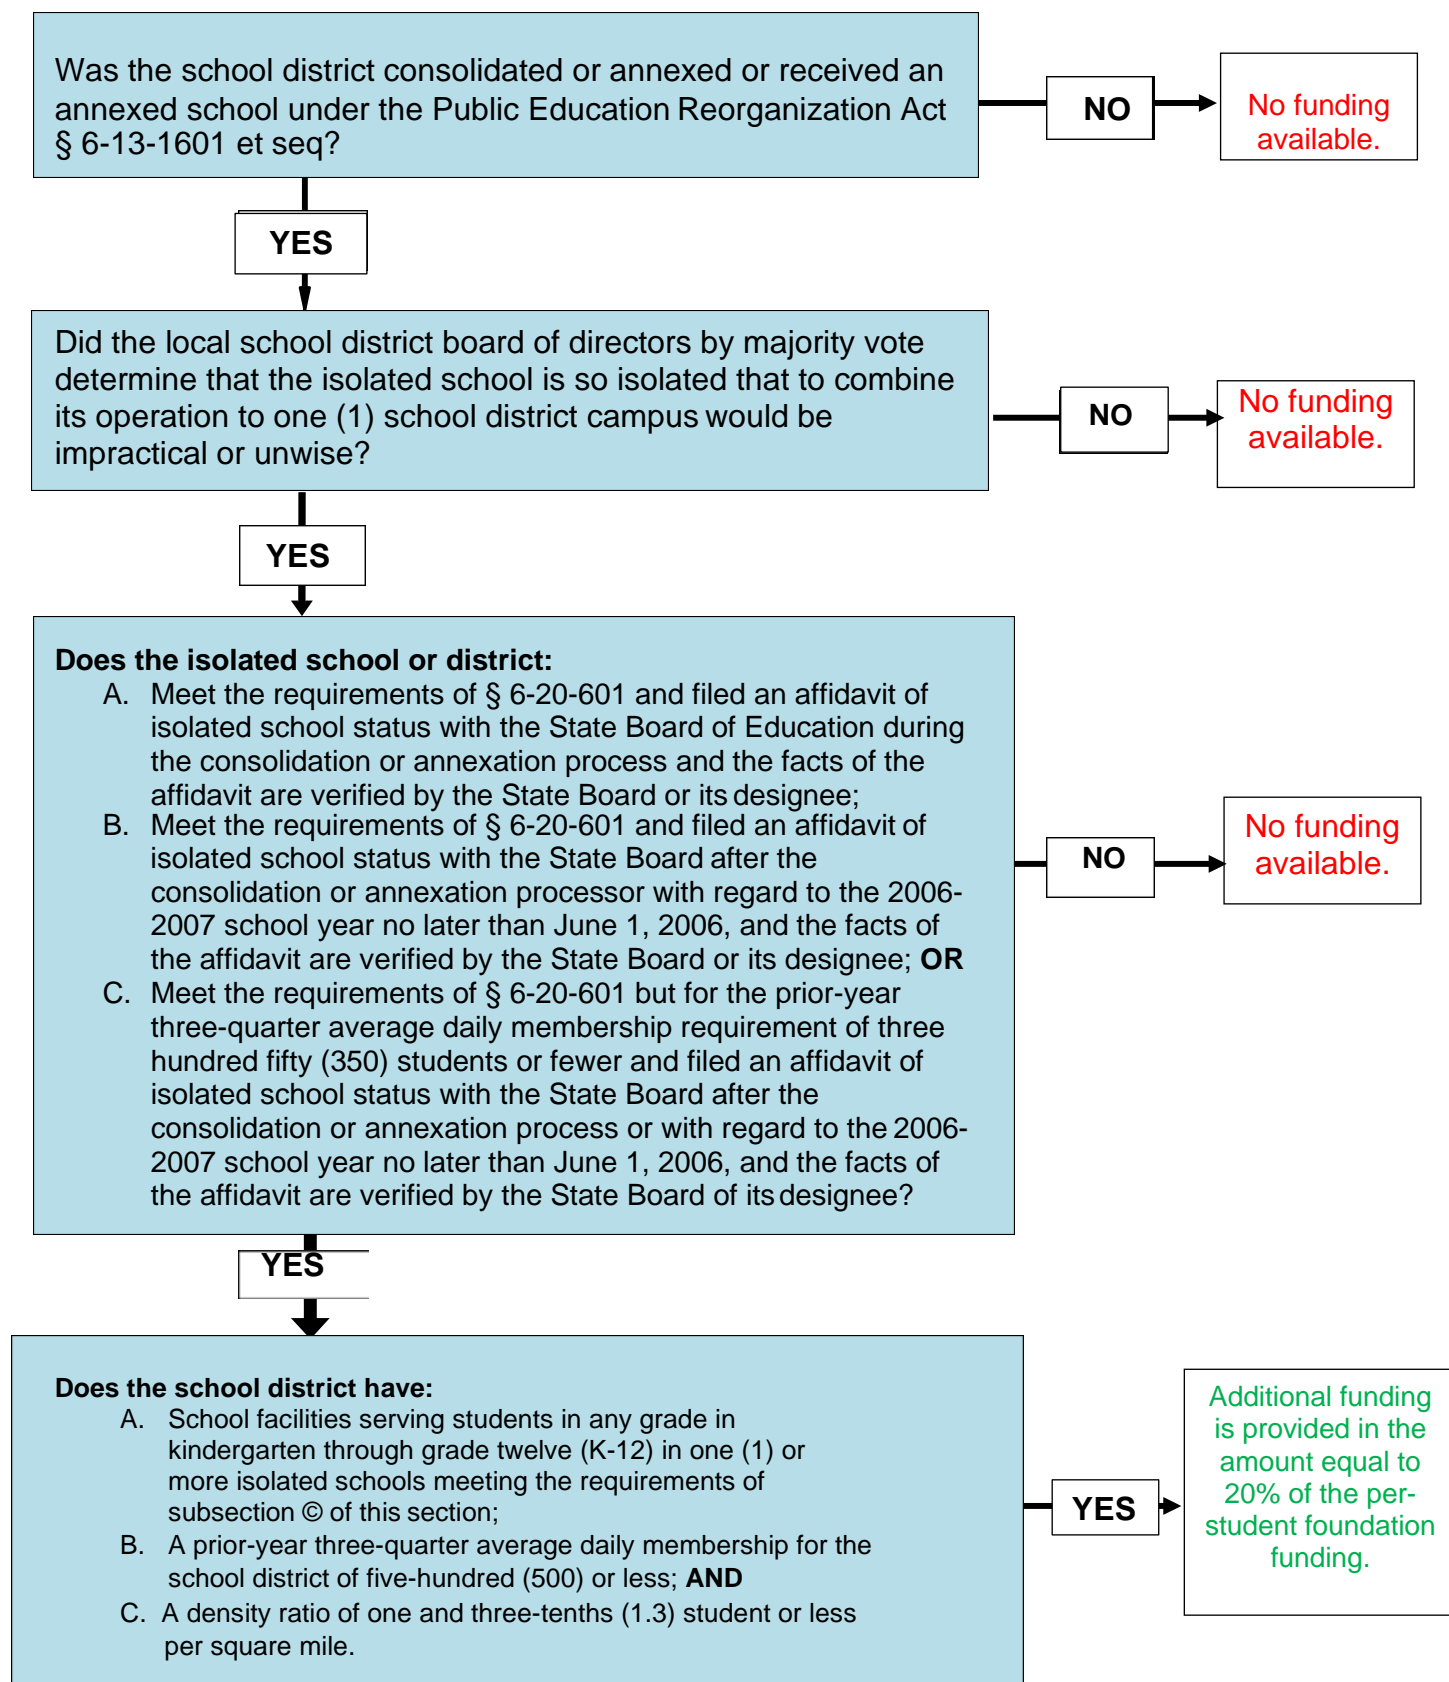 Was the school district consolidated or annexed or received an
annexed school under the Public Education Reorganization Act
§ 6-13-1601 et seq?
NO
No funding
available.
YES
Did the local school district board of directors by majority vote
determine that the isolated school is so isolated that to combine
its operation to one (1) school district campus would be
impractical or unwise?
NO
No funding
available.
YES
Does the isolated school or district:
A. Meet the requirements of § 6-20-601 and filed an affidavit of
isolated school status with the State Board of Education during
the consolidation or annexation process and the facts of the
affidavit are verified by the State Board or its designee;
B. Meet the requirements of § 6-20-601 and filed an affidavit of
isolated school status with the State Board after the
consolidation or annexation processor with regard to the 2006-
2007 school year no later than June 1, 2006, and the facts of
the affidavit are verified by the State Board or its designee; OR
C. Meet the requirements of § 6-20-601 but for the prior-year
three-quarter average daily membership requirement of three
hundred fifty (350) students or fewer and filed an affidavit of
isolated school status with the State Board after the
consolidation or annexation process or with regard to the 2006-
2007 school year no later than June 1, 2006, and the facts of
the affidavit are verified by the State Board of its designee?
NO
No funding
available.
YES
Does the school district have:
A. School facilities serving students in any grade in
kindergarten through grade twelve (K-12) in one (1) or
more isolated schools meeting the requirements of
subsection © of this section;
B. A prior-year three-quarter average daily membership for the
school district of five-hundred (500) or less; AND
C. A density ratio of one and three-tenths (1.3) student or less
per square mile.
YES
Additional funding
is provided in the
amount equal to
20% of the per-
student foundation
funding.